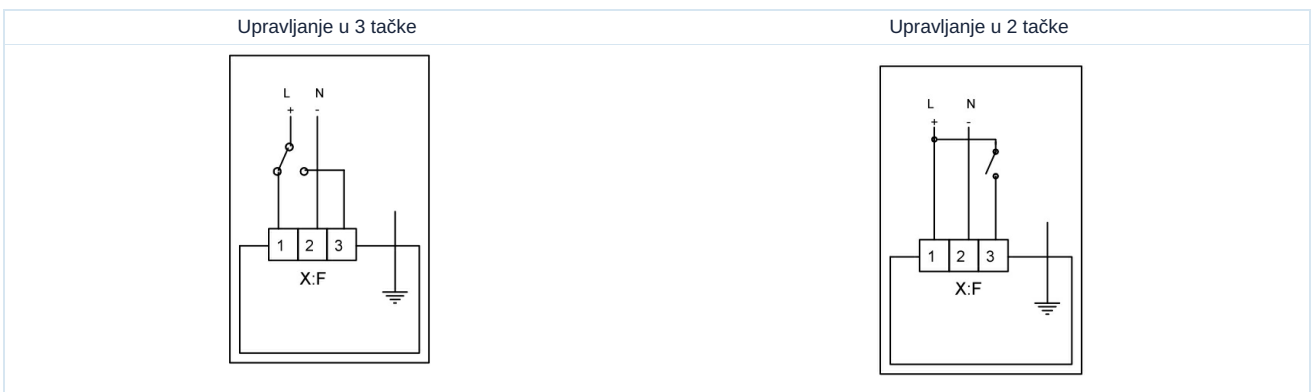 Upravljanje u 3 tačke
L N
+ -
1 2 3
X:F
Upravljanje u 2 tačke
L N
+ -
1 2 3
X:F